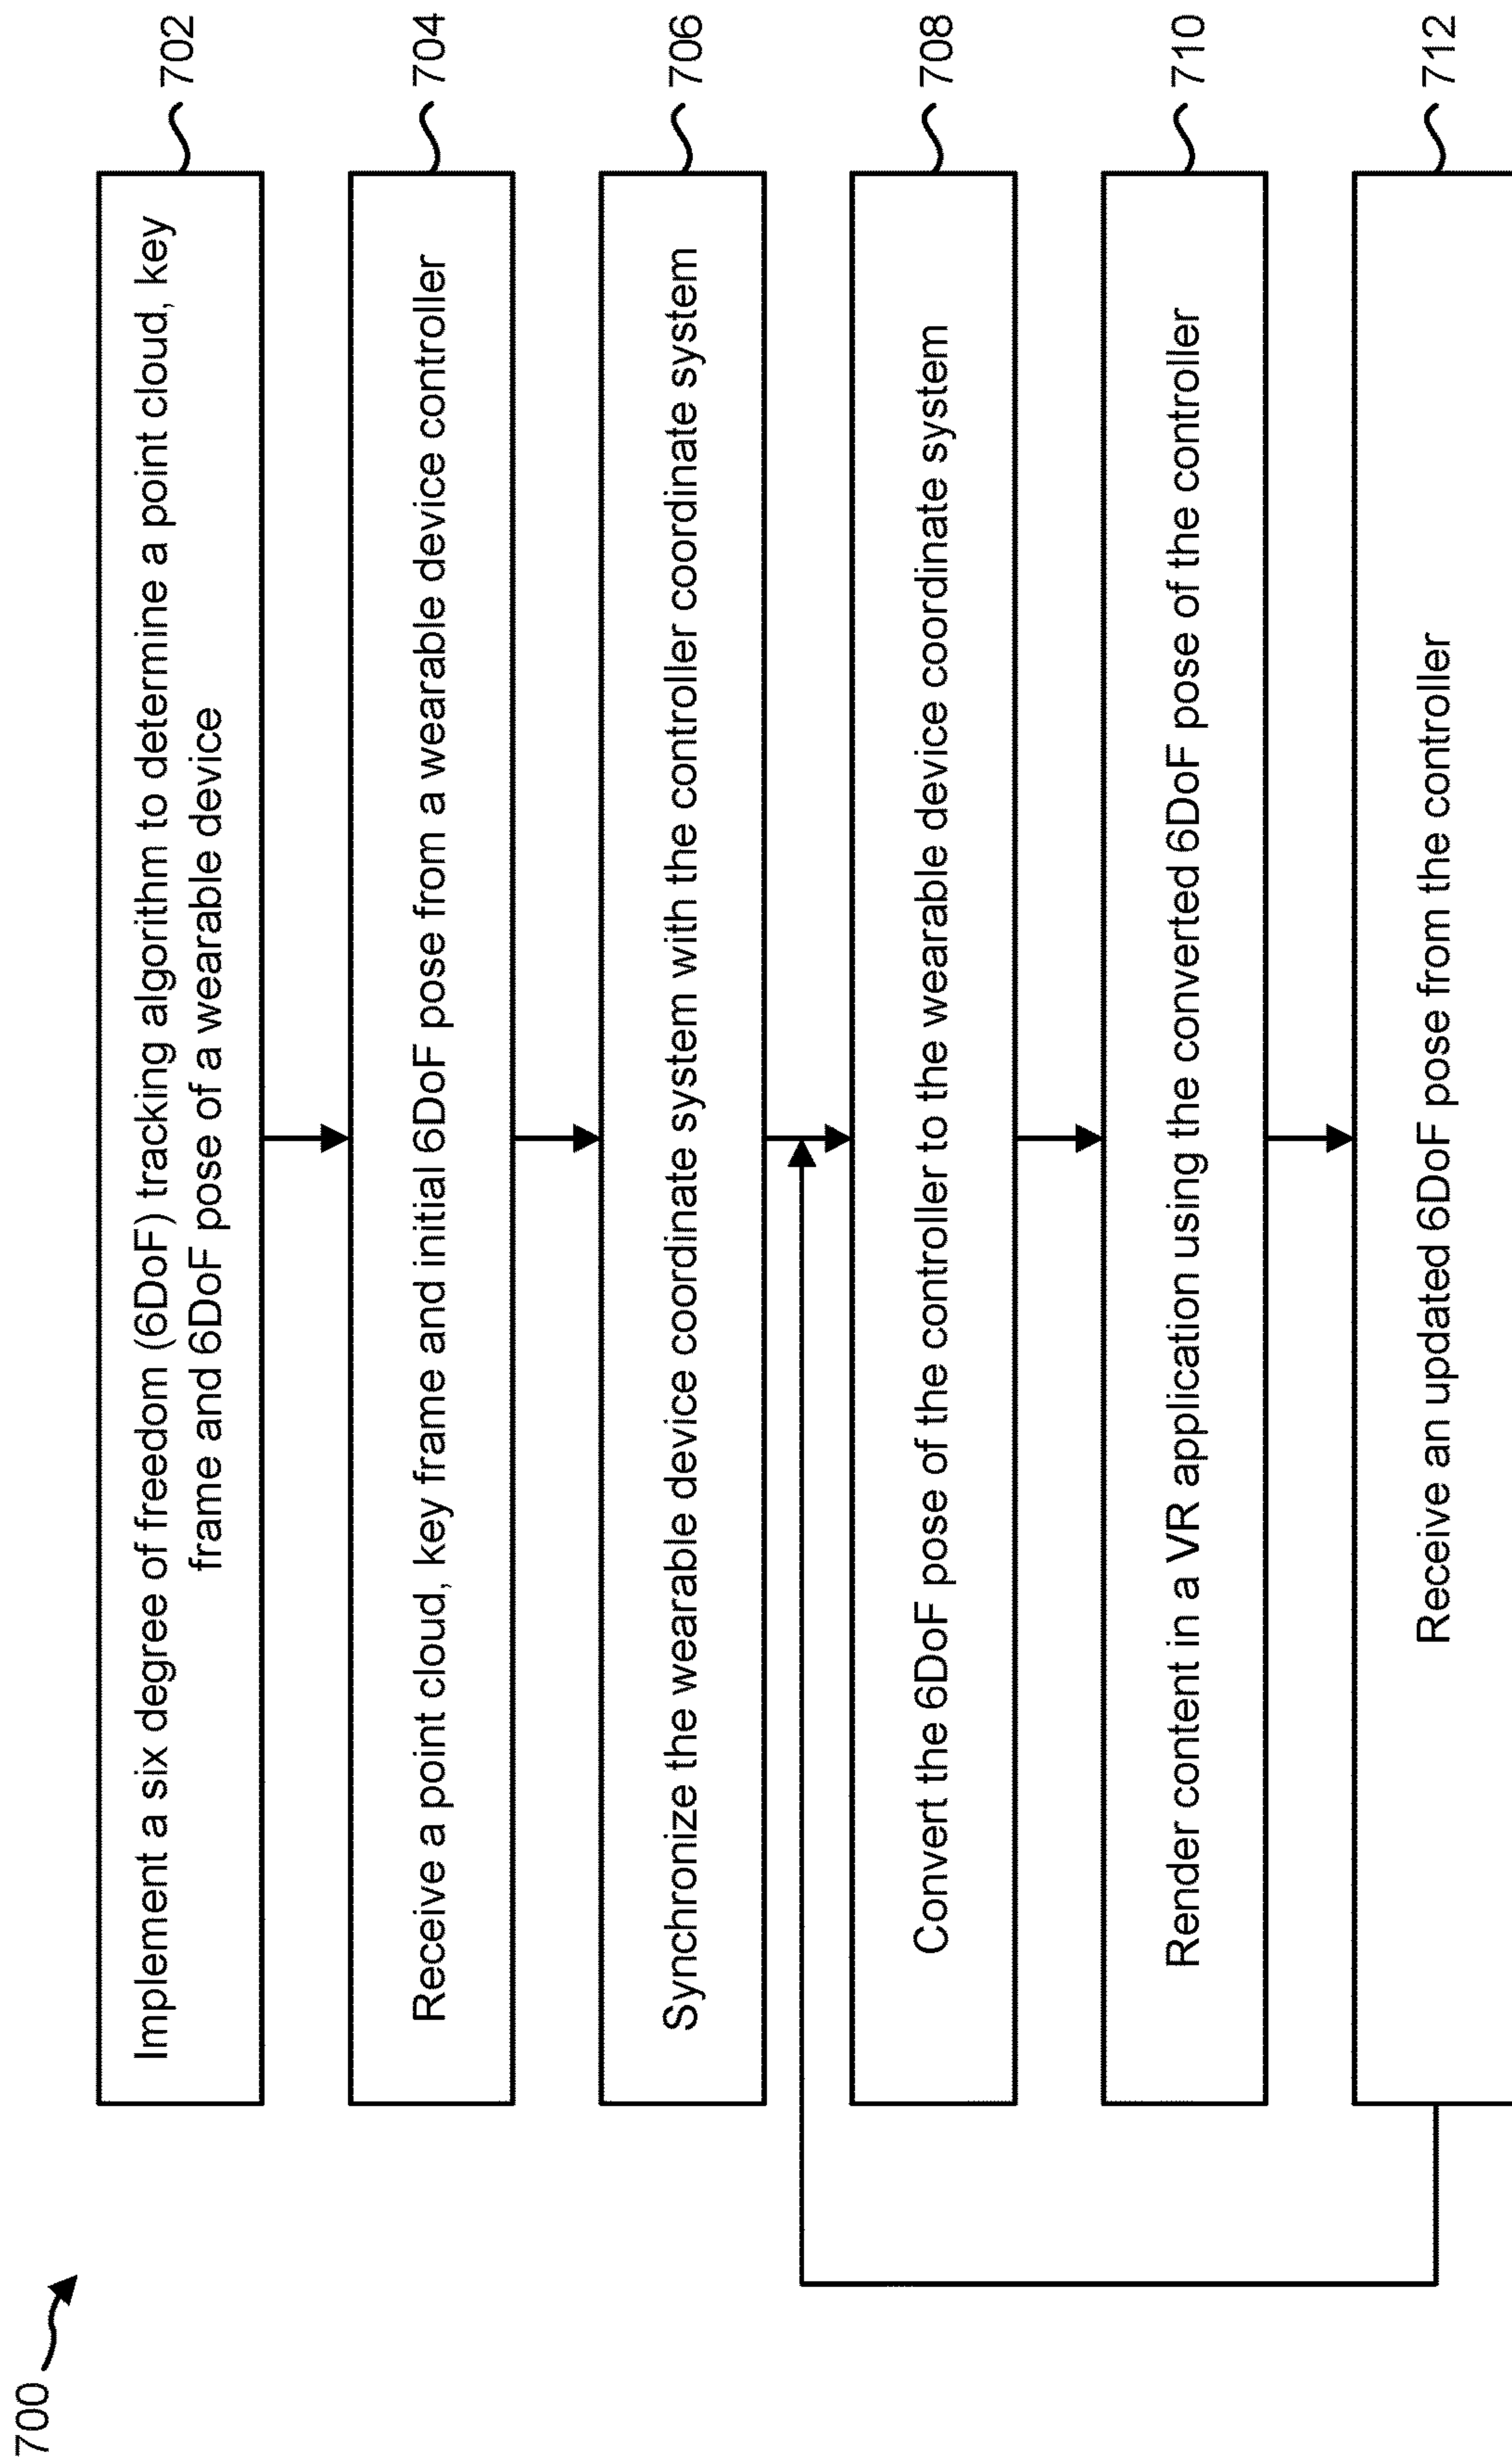 700
Implement a six degree of freedom (6DoF) tracking algorithm to determine a point cloud, key
frame and 6DoF pose of a wearable device
702
Receive a point cloud, key frame and initial 6DoF pose from a wearable device controller
704
Synchronize the wearable device coordinate system with the controller coordinate system
706
Convert the 6DoF pose of the controller to the wearable device coordinate system
708
Render content in a VR application using the converted 6DoF pose of the controller
710
Receive an updated 6DoF pose from the controller
712